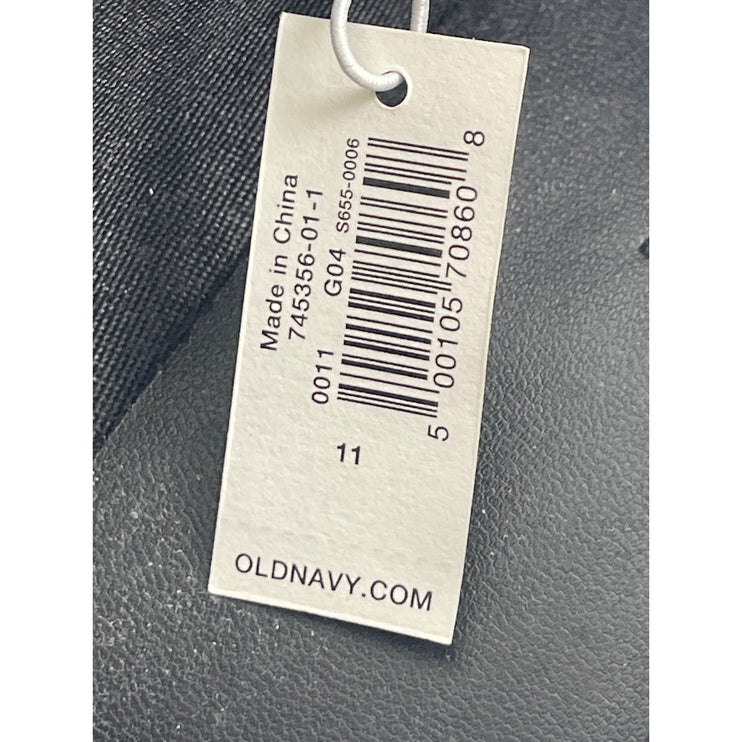 Made in China
745356-01-1
G04 S655-0006
0011
5 00105 70860 8
11
OLDNAVY.COM